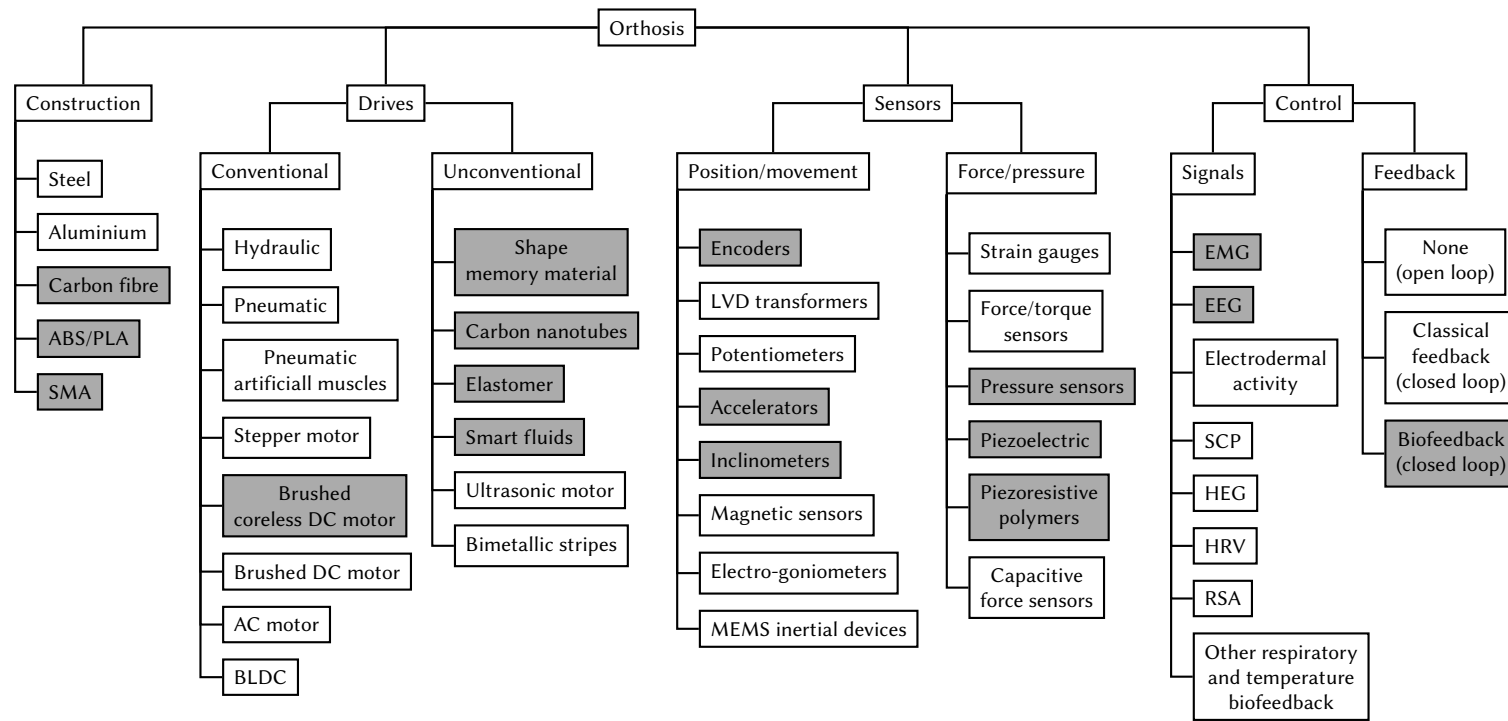 Orthosis
Construction
Steel
Aluminium
Carbon fibre
ABS/PLA
SMA
Drives
Conventional
Hydraulic
Pneumatic
Pneumatic
artificiall muscles
Stepper motor
Brushed
coreless DC motor
Brushed DC motor
AC motor
BLDC
Unconventional
Shape
memory material
Carbon nanotubes
Elastomer
Smart fluids
Ultrasonic motor
Bimetallic stripes
Sensors
Position/movement
Encoders
LVD transformers
Potentiometers
Accelerators
Inclinometers
Magnetic sensors
Electro-goniometers
MEMS inertial devices
Force/pressure
Strain gauges
Force/torque
sensors
Pressure sensors
Piezoelectric
Piezoresistive
polymers
Capacitive
force sensors
Control
Signals
EMG
EEG
Electrodermal
activity
SCP
HEG
HRV
RSA
Other respiratory
and temperature
biofeedback
Feedback
None
(open loop)
Classical
feedback
(closed loop)
Biofeedback
(closed loop)